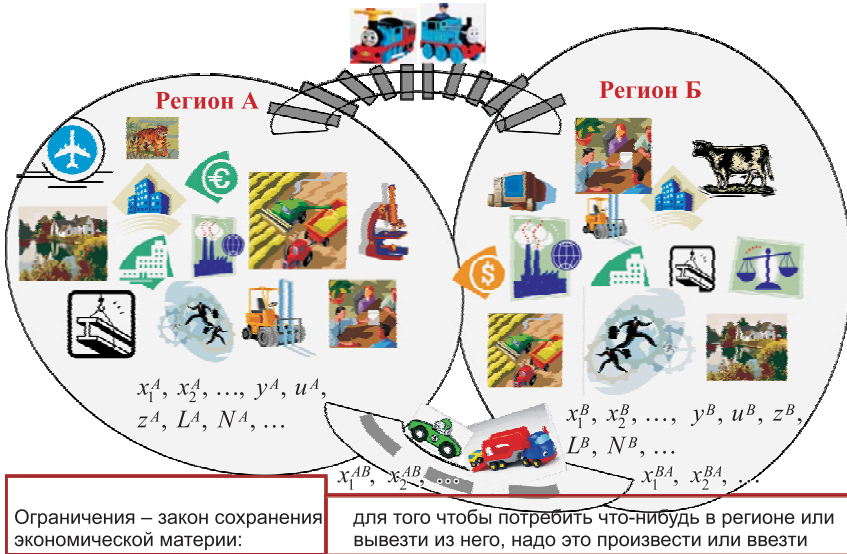 Регион А
Регион Б
€
$
x₁ᴬ, x₂ᴬ, …, yᴬ, uᴬ,
zᴬ, Lᴬ, Nᴬ, …
x₁ᴮ, x₂ᴮ, …, yᴮ, uᴮ, zᴮ,
Lᴮ, Nᴮ, …
x₁ᴬᴮ, x₂ᴬᴮ, …
x₁ᴮᴬ, x₂ᴮᴬ, …
Ограничения – закон сохранения
экономической материи:
для того чтобы потребить что-нибудь в регионе или
вывезти из него, надо это произвести или ввезти